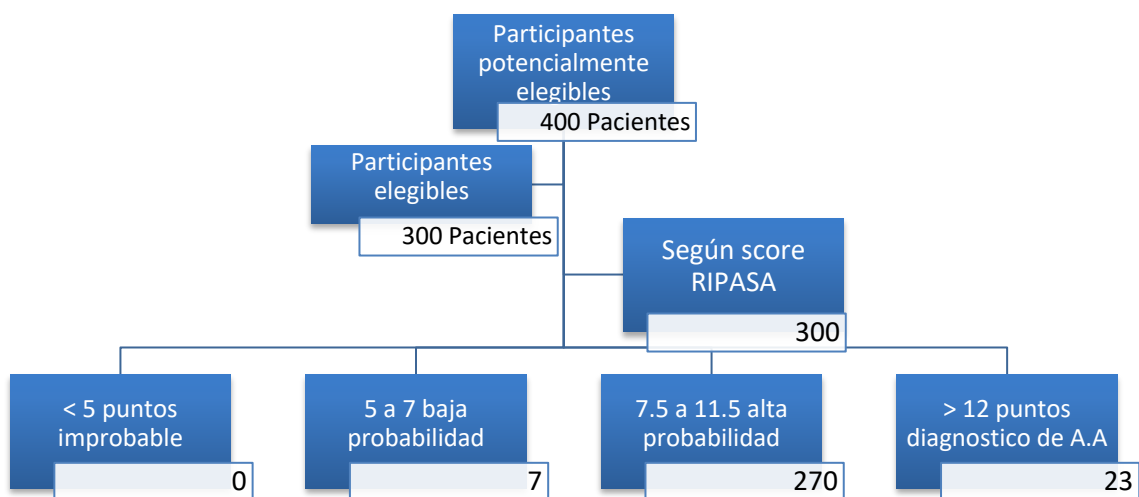 Participantes
potencialmente
elegibles
400 Pacientes
Participantes
elegibles
300 Pacientes
Según score
RIPASA
300
< 5 puntos
improbable
0
5 a 7 baja
probabilidad
7
7.5 a 11.5 alta
probabilidad
270
> 12 puntos
diagnostico de A.A
23